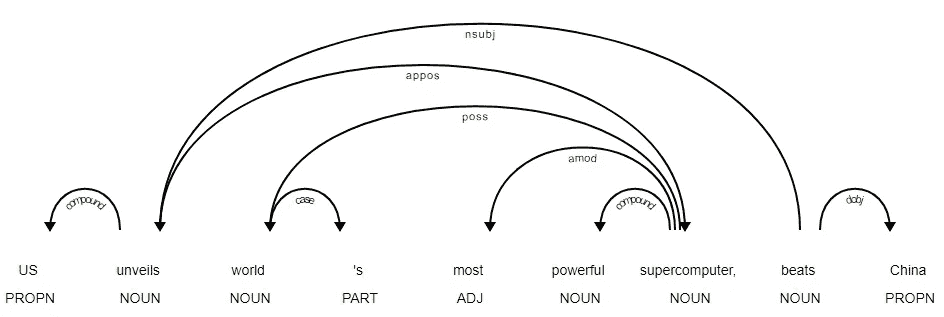 nsubj
appos
poss
amod
compound case compound dobj
US unveils world 's most powerful supercomputer, beats China
PROPN NOUN NOUN PART ADJ NOUN NOUN NOUN PROPN